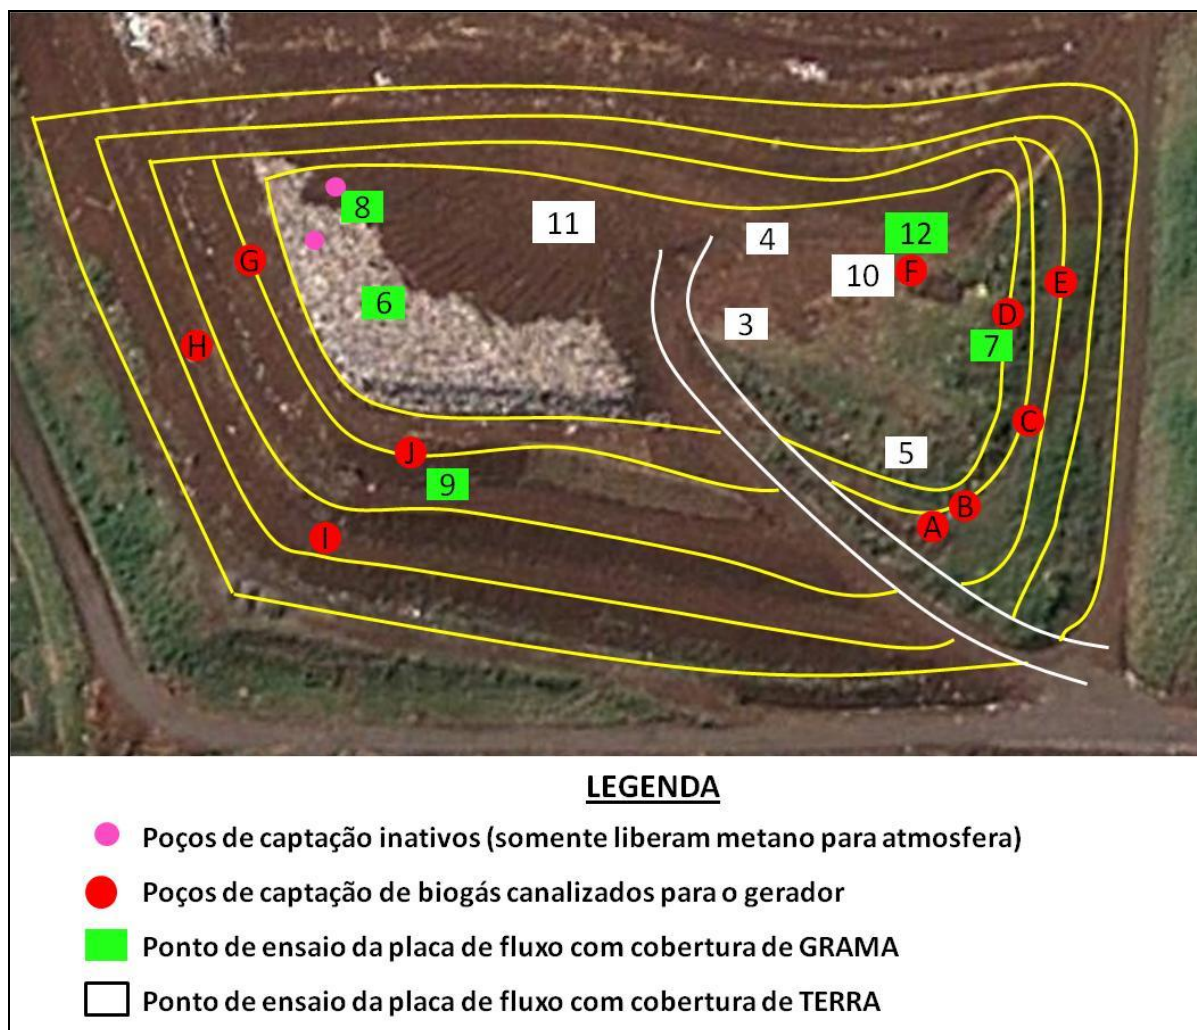 8
11
4
12
G
10
F
E
6
D
3
H
7
C
J
5
9
B
A
I
LEGENDA
Poços de captação inativos (somente liberam metano para atmosfera)
Poços de captação de biogás canalizados para o gerador
Ponto de ensaio da placa de fluxo com cobertura de GRAMA
Ponto de ensaio da placa de fluxo com cobertura de TERRA